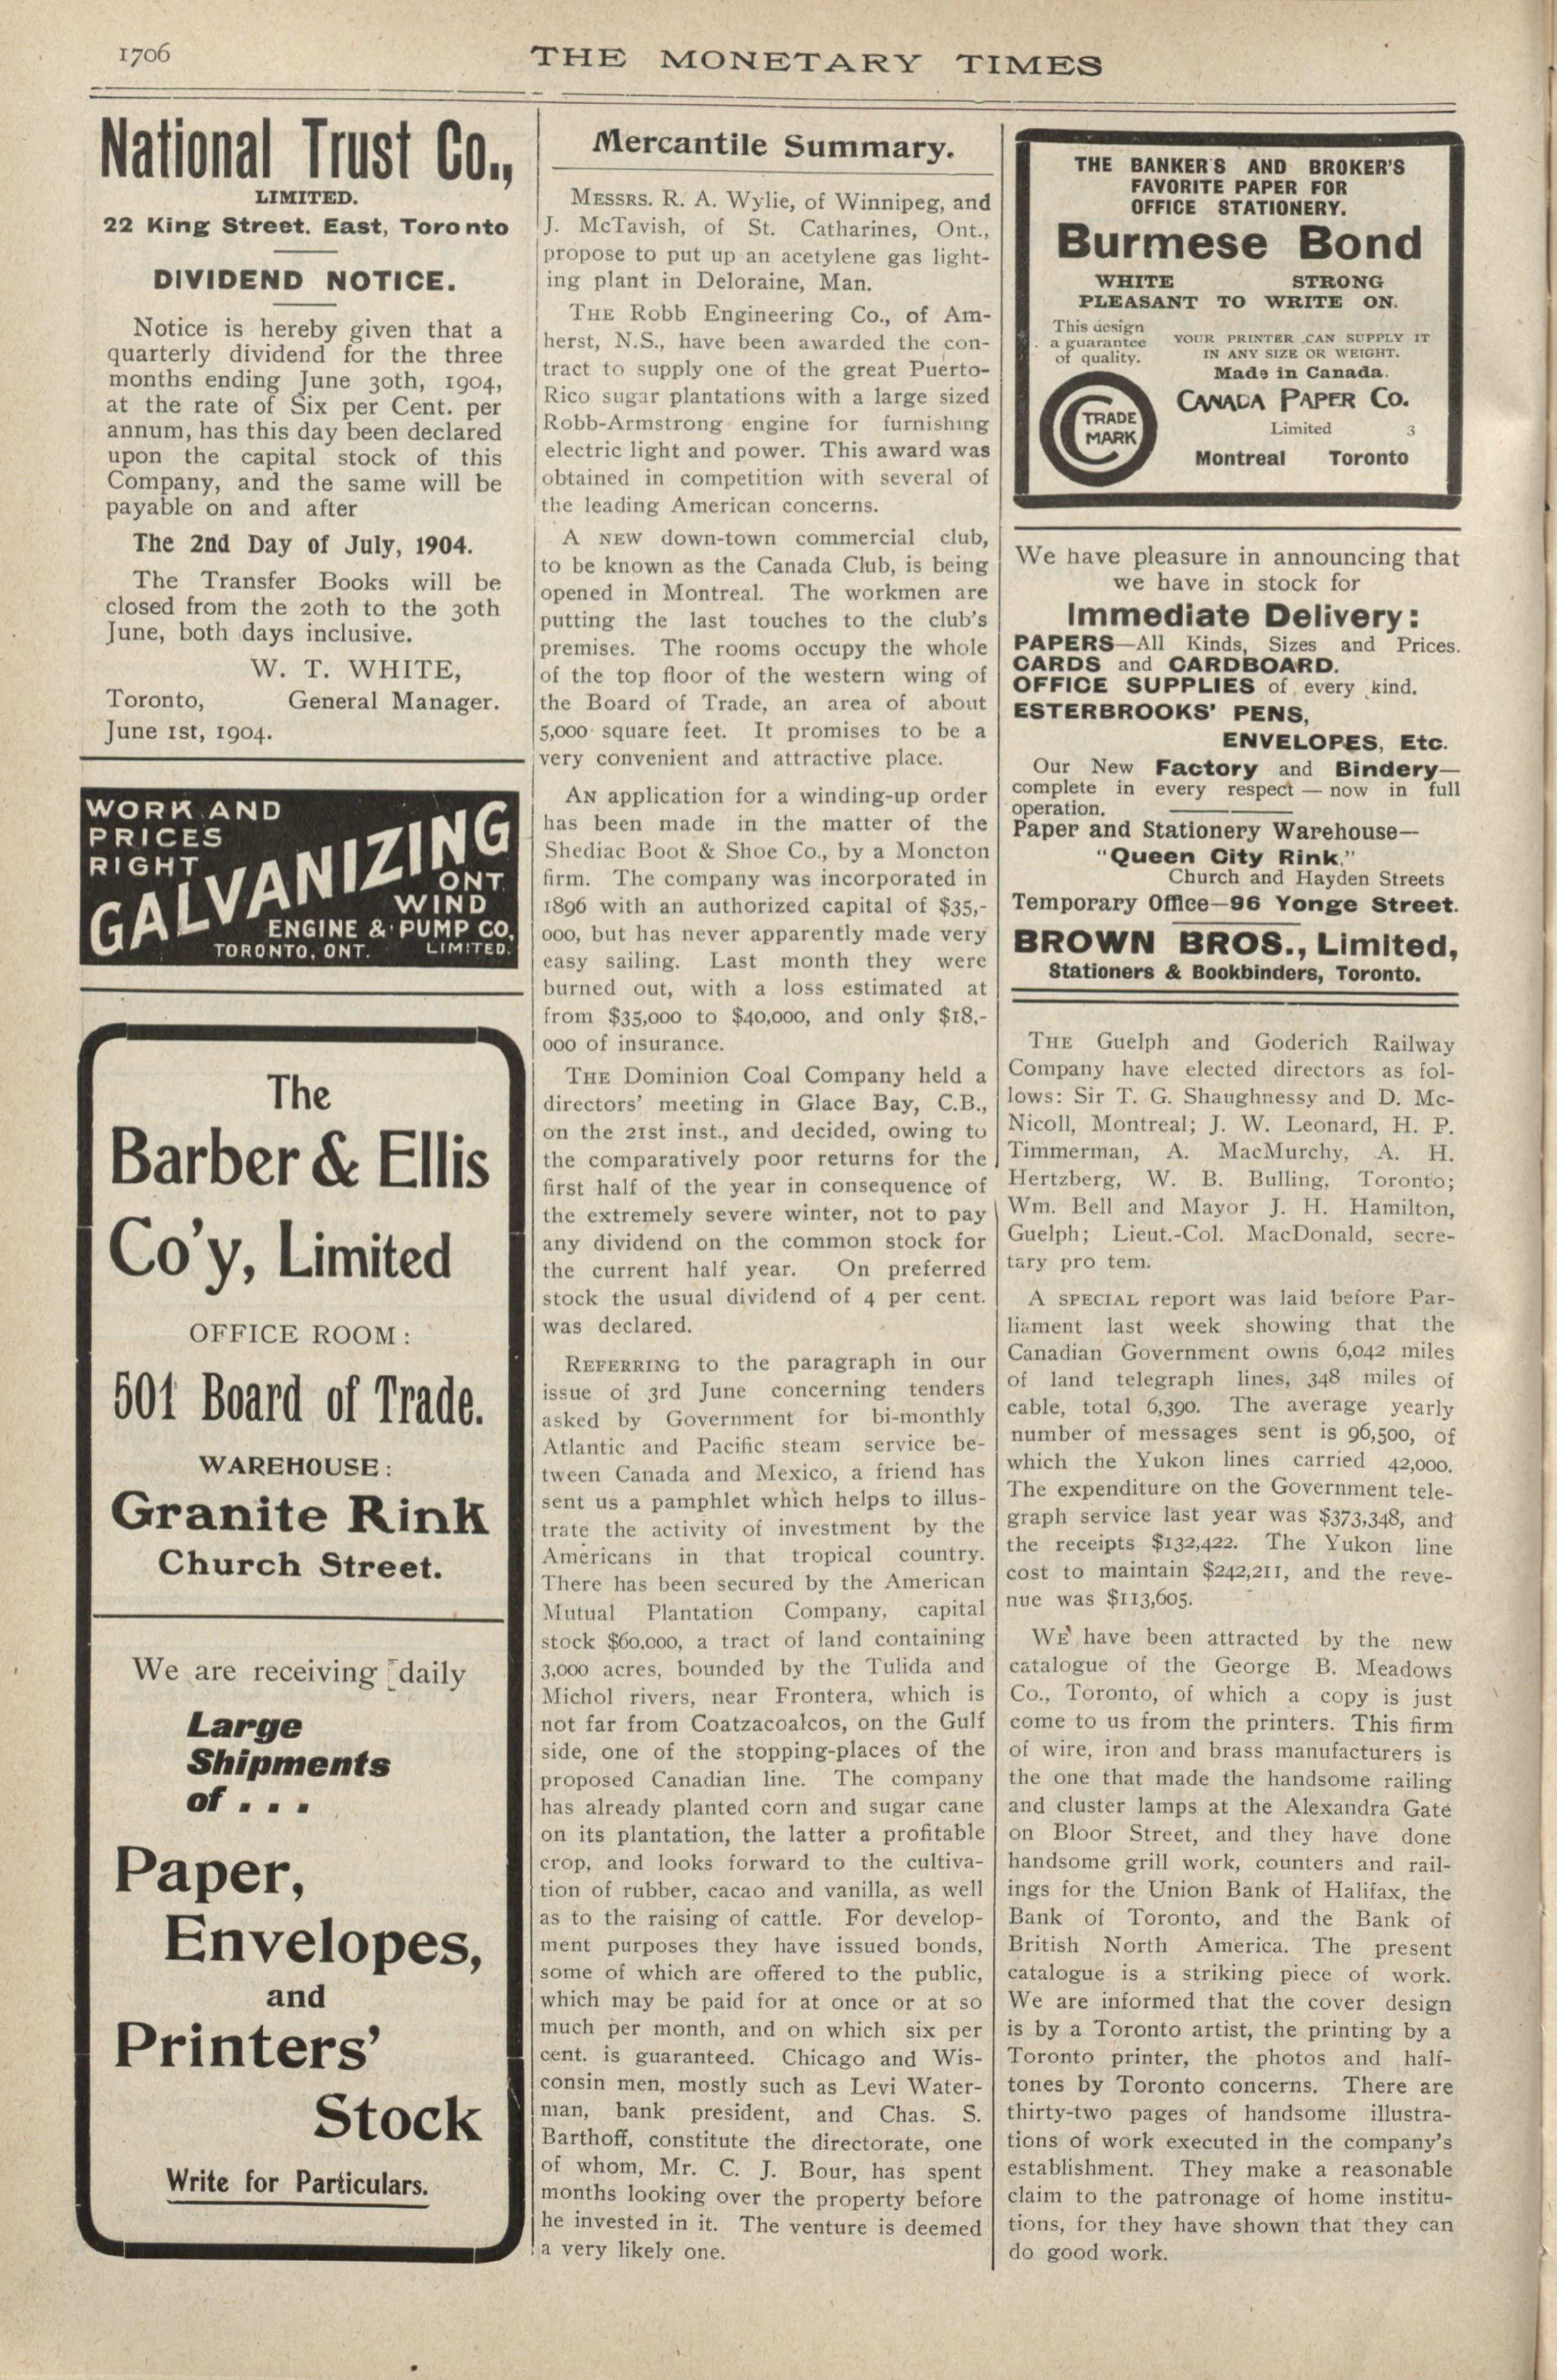 1706
THE MONETARY TIMES
National Trust Co.,
LIMITED.
22 King Street. East, Toronto
DIVIDEND NOTICE.
Notice is hereby given that a
quarterly dividend for the three
months ending June 30th, 1904,
at the rate of Six per Cent. per
annum, has this day been declared
upon the capital stock of this
Company, and the same will be
payable on and after
The 2nd Day of July, 1904.
The Transfer Books will be
closed from the 20th to the 30th
June, both days inclusive.
W. T. WHITE,
Toronto, General Manager.
June 1st, 1904.
WORK AND
PRICES
RIGHT
GALVANIZING
ONT.
WIND
ENGINE & PUMP CO.
TORONTO, ONT. LIMITED.
The
Barber & Ellis
Co'y, Limited
OFFICE ROOM:
501 Board of Trade.
WAREHOUSE:
Granite Rink
Church Street.
We are receiving daily
Large
Shipments
of . . .
Paper,
Envelopes,
and
Printers'
Stock
Write for Particulars.
Mercantile Summary.
MESSRS. R. A. Wylie, of Winnipeg, and
J. McTavish, of St. Catharines, Ont.,
propose to put up an acetylene gas light-
ing plant in Deloraine, Man.
THE Robb Engineering Co., of Am-
herst, N.S., have been awarded the con-
tract to supply one of the great Puerto-
Rico sugar plantations with a large sized
Robb-Armstrong engine for furnishing
electric light and power. This award was
obtained in competition with several of
the leading American concerns.
A NEW down-town commercial club,
to be known as the Canada Club, is being
opened in Montreal. The workmen are
putting the last touches to the club's
premises. The rooms occupy the whole
of the top floor of the western wing of
the Board of Trade, an area of about
5,000 square feet. It promises to be a
very convenient and attractive place.
AN application for a winding-up order
has been made in the matter of the
Shediac Boot & Shoe Co., by a Moncton
firm. The company was incorporated in
1896 with an authorized capital of $35,-
000, but has never apparently made very
easy sailing. Last month they were
burned out, with a loss estimated at
from $35,000 to $40,000, and only $18,-
000 of insurance.
THE Dominion Coal Company held a
directors' meeting in Glace Bay, C.B.,
on the 21st inst., and decided, owing to
the comparatively poor returns for the
first half of the year in consequence of
the extremely severe winter, not to pay
any dividend on the common stock for
the current half year. On preferred
stock the usual dividend of 4 per cent.
was declared.
REFERRING to the paragraph in our
issue of 3rd June concerning tenders
asked by Government for bi-monthly
Atlantic and Pacific steam service be-
tween Canada and Mexico, a friend has
sent us a pamphlet which helps to illus-
trate the activity of investment by the
Americans in that tropical country.
There has been secured by the American
Mutual Plantation Company, capital
stock $60,000, a tract of land containing
3,000 acres, bounded by the Tulida and
Michol rivers, near Frontera, which is
not far from Coatzacoalcos, on the Gulf
side, one of the stopping-places of the
proposed Canadian line. The company
has already planted corn and sugar cane
on its plantation, the latter a profitable
crop, and looks forward to the cultiva-
tion of rubber, cacao and vanilla, as well
as to the raising of cattle. For develop-
ment purposes they have issued bonds,
some of which are offered to the public,
which may be paid for at once or at so
much per month, and on which six per
cent. is guaranteed. Chicago and Wis-
consin men, mostly such as Levi Water-
man, bank president, and Chas. S.
Barthoff, constitute the directorate, one
of whom, Mr. C. J. Bour, has spent
months looking over the property before
he invested in it. The venture is deemed
a very likely one.
THE BANKER'S AND BROKER'S
FAVORITE PAPER FOR
OFFICE STATIONERY.
Burmese Bond
WHITE STRONG
PLEASANT TO WRITE ON.
This design
a guarantee
of quality.
TRADE
MARK
YOUR PRINTER CAN SUPPLY IT
IN ANY SIZE OR WEIGHT.
Made in Canada.
CANADA PAPER CO.
Limited 3
Montreal Toronto
We have pleasure in announcing that
we have in stock for
Immediate Delivery:
PAPERS—All Kinds, Sizes and Prices.
CARDS and CARDBOARD.
OFFICE SUPPLIES of every kind.
ESTERBROOKS' PENS,
ENVELOPES, Etc.
Our New Factory and Bindery—
complete in every respect — now in full
operation.
Paper and Stationery Warehouse—
"Queen City Rink,"
Church and Hayden Streets
Temporary Office—96 Yonge Street.
BROWN BROS., Limited,
Stationers & Bookbinders, Toronto.
THE Guelph and Goderich Railway
Company have elected directors as fol-
lows: Sir T. G. Shaughnessy and D. Mc-
Nicoll, Montreal; J. W. Leonard, H. P.
Timmerman, A. MacMurchy, A. H.
Hertzberg, W. B. Bulling, Toronto;
Wm. Bell and Mayor J. H. Hamilton,
Guelph; Lieut.-Col. MacDonald, secre-
tary pro tem.
A SPECIAL report was laid before Par-
liament last week showing that the
Canadian Government owns 6,042 miles
of land telegraph lines, 348 miles of
cable, total 6,390. The average yearly
number of messages sent is 96,500, of
which the Yukon lines carried 42,000.
The expenditure on the Government tele-
graph service last year was $373,348, and
the receipts $132,422. The Yukon line
cost to maintain $242,211, and the reve-
nue was $113,605.
WE have been attracted by the new
catalogue of the George B. Meadows
Co., Toronto, of which a copy is just
come to us from the printers. This firm
of wire, iron and brass manufacturers is
the one that made the handsome railing
and cluster lamps at the Alexandra Gate
on Bloor Street, and they have done
handsome grill work, counters and rail-
ings for the Union Bank of Halifax, the
Bank of Toronto, and the Bank of
British North America. The present
catalogue is a striking piece of work.
We are informed that the cover design
is by a Toronto artist, the printing by a
Toronto printer, the photos and half-
tones by Toronto concerns. There are
thirty-two pages of handsome illustra-
tions of work executed in the company's
establishment. They make a reasonable
claim to the patronage of home institu-
tions, for they have shown that they can
do good work.